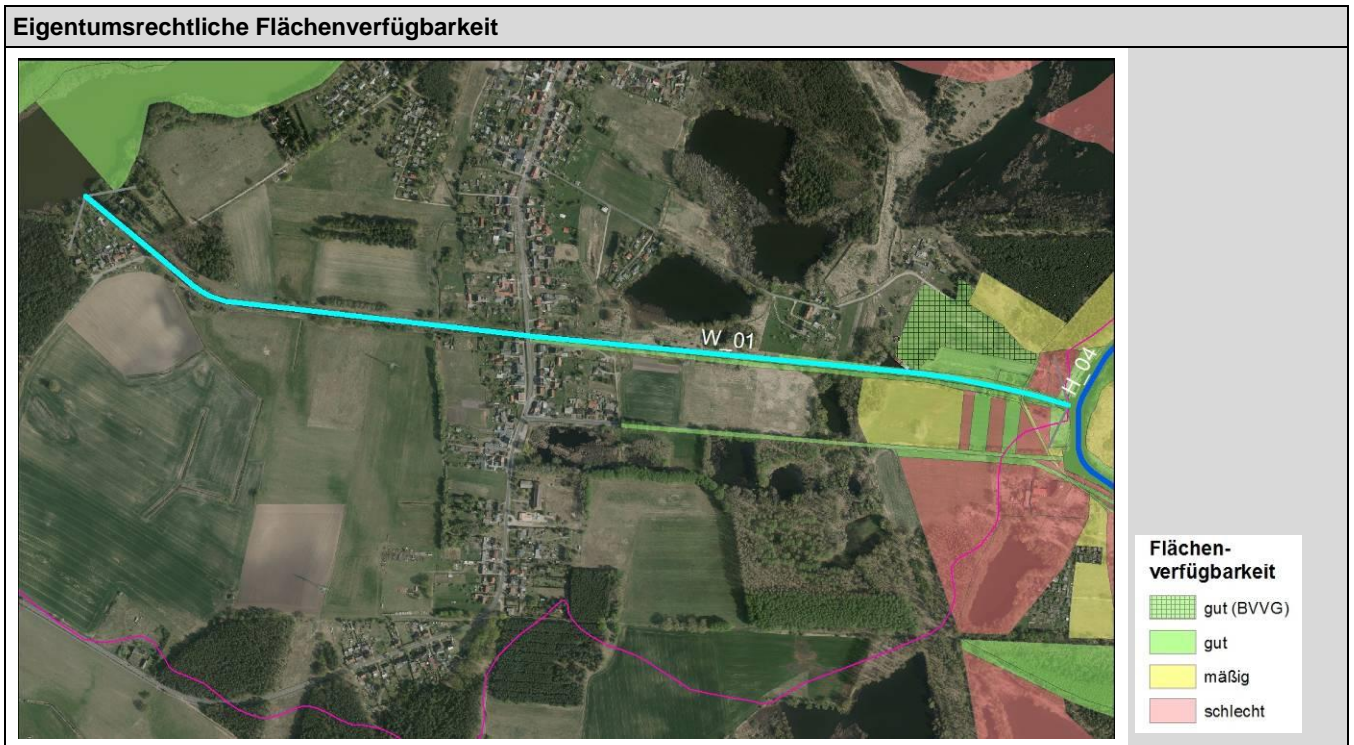 Eigentumsrechtliche Flächenverfügbarkeit
W_01
H_04
Flächen-
verfügbarkeit
gut (BVVG)
gut
mäßig
schlecht